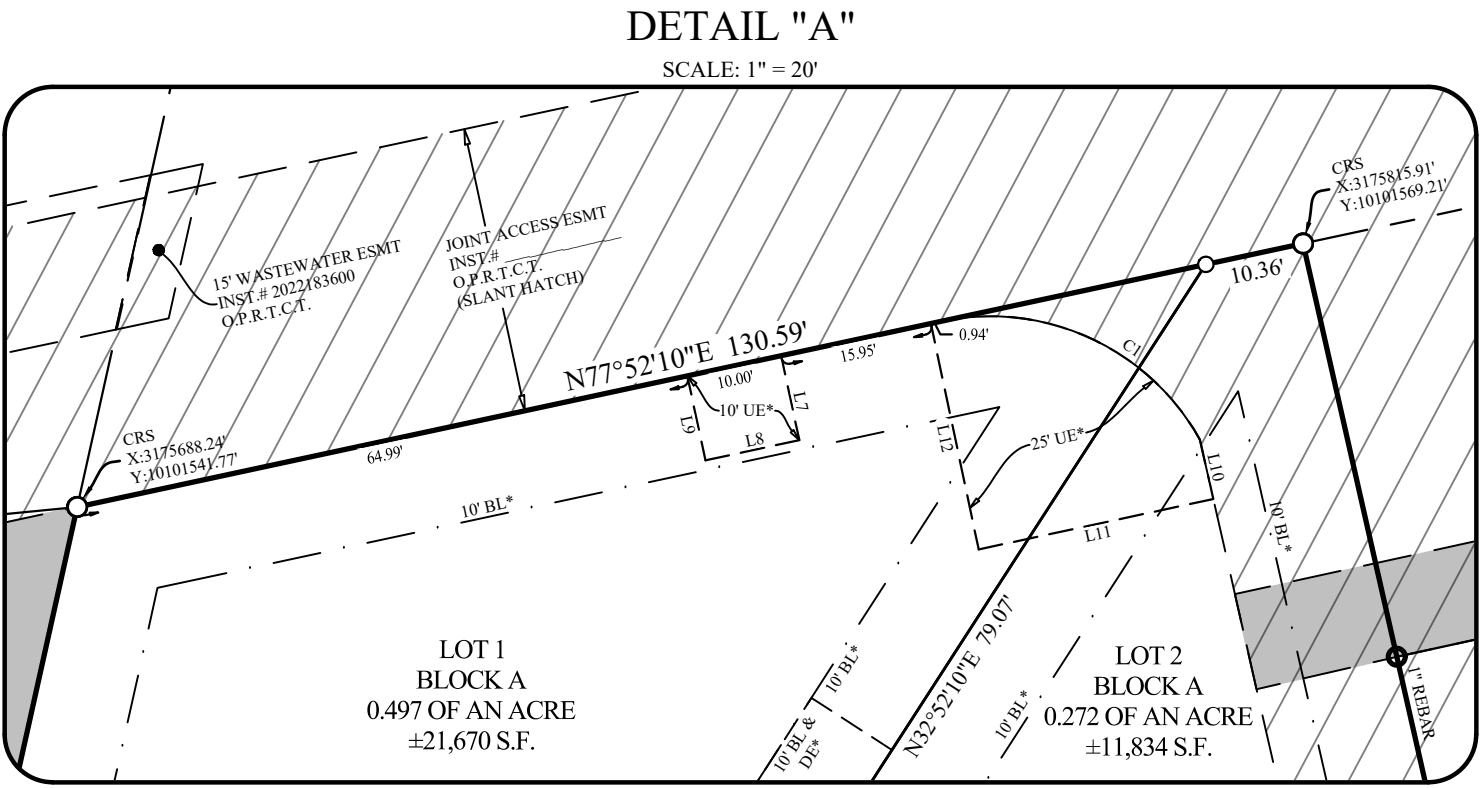 DETAIL "A"
SCALE: 1" = 20'
CRS
X:3175815.91'
Y:10101569.21'
15' WASTEWATER ESMT
INST.# 2022183600
O.P.R.T.C.T.
JOINT ACCESS ESMT
INST.# ______________
O.P.R.T.C.T.
(SLANT HATCH)
10.36'
N77°52'10"E 130.59'
0.94'
15.95'
10.00'
C1
L7
10' UE*
L9
L8
L12
25' UE*
L10
L11
CRS
X:3175688.24'
Y:10101541.77'
64.99'
10' BL*
10' BL*
LOT 1
BLOCK A
0.497 OF AN ACRE
±21,670 S.F.
10' BL*
10' BL &
DE*
N32°52'10"E 79.07'
10' BL*
LOT 2
BLOCK A
0.272 OF AN ACRE
±11,834 S.F.
1" REBAR